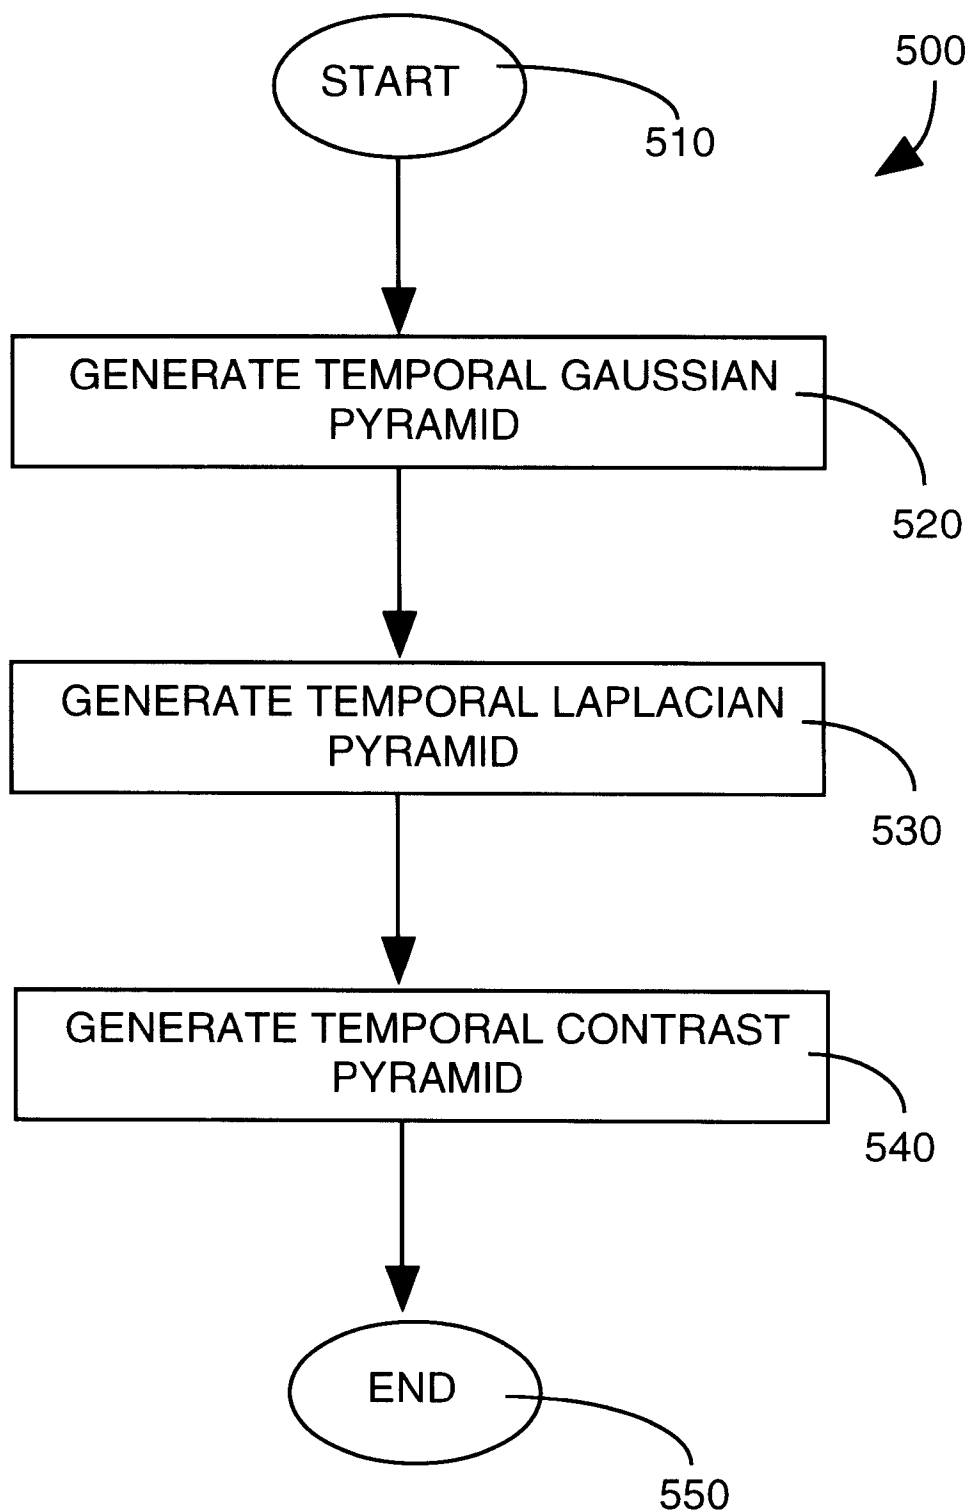 START
500
510
GENERATE TEMPORAL GAUSSIAN
PYRAMID
520
GENERATE TEMPORAL LAPLACIAN
PYRAMID
530
GENERATE TEMPORAL CONTRAST
PYRAMID
540
END
550